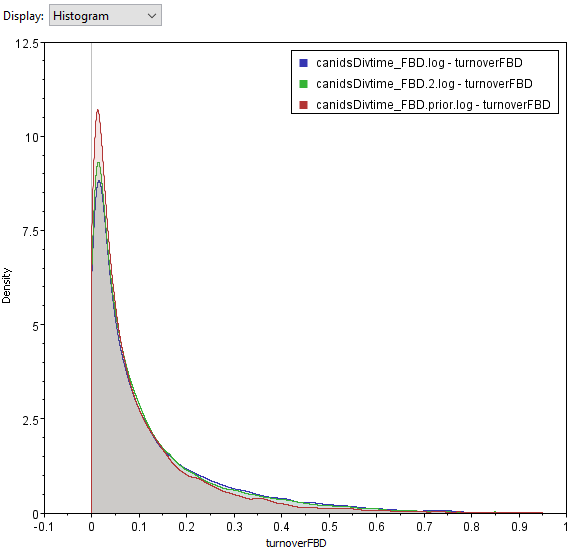 Display: Histogram
12.5
canidsDivtime_FBD.log - turnoverFBD
canidsDivtime_FBD.2.log - turnoverFBD
canidsDivtime_FBD.prior.log - turnoverFBD
10
7.5
Density
5
2.5
0
-0.1 0 0.1 0.2 0.3 0.4 0.5 0.6 0.7 0.8 0.9 1
turnoverFBD